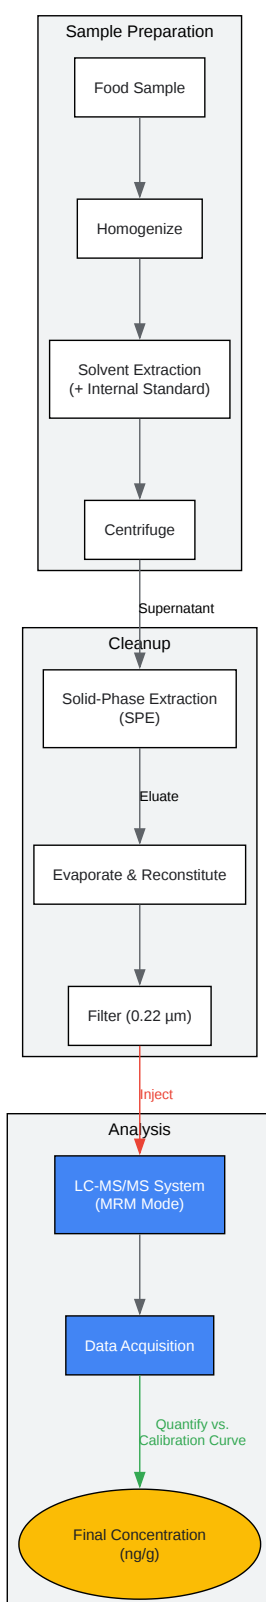 Sample Preparation
Food Sample
Homogenize
Solvent Extraction
(+ Internal Standard)
Centrifuge
Supernatant
Cleanup
Solid-Phase Extraction
(SPE)
Eluate
Evaporate & Reconstitute
Filter (0.22 µm)
Inject
Analysis
LC-MS/MS System
(MRM Mode)
Data Acquisition
Quantify vs.
Calibration Curve
Final Concentration
(ng/g)